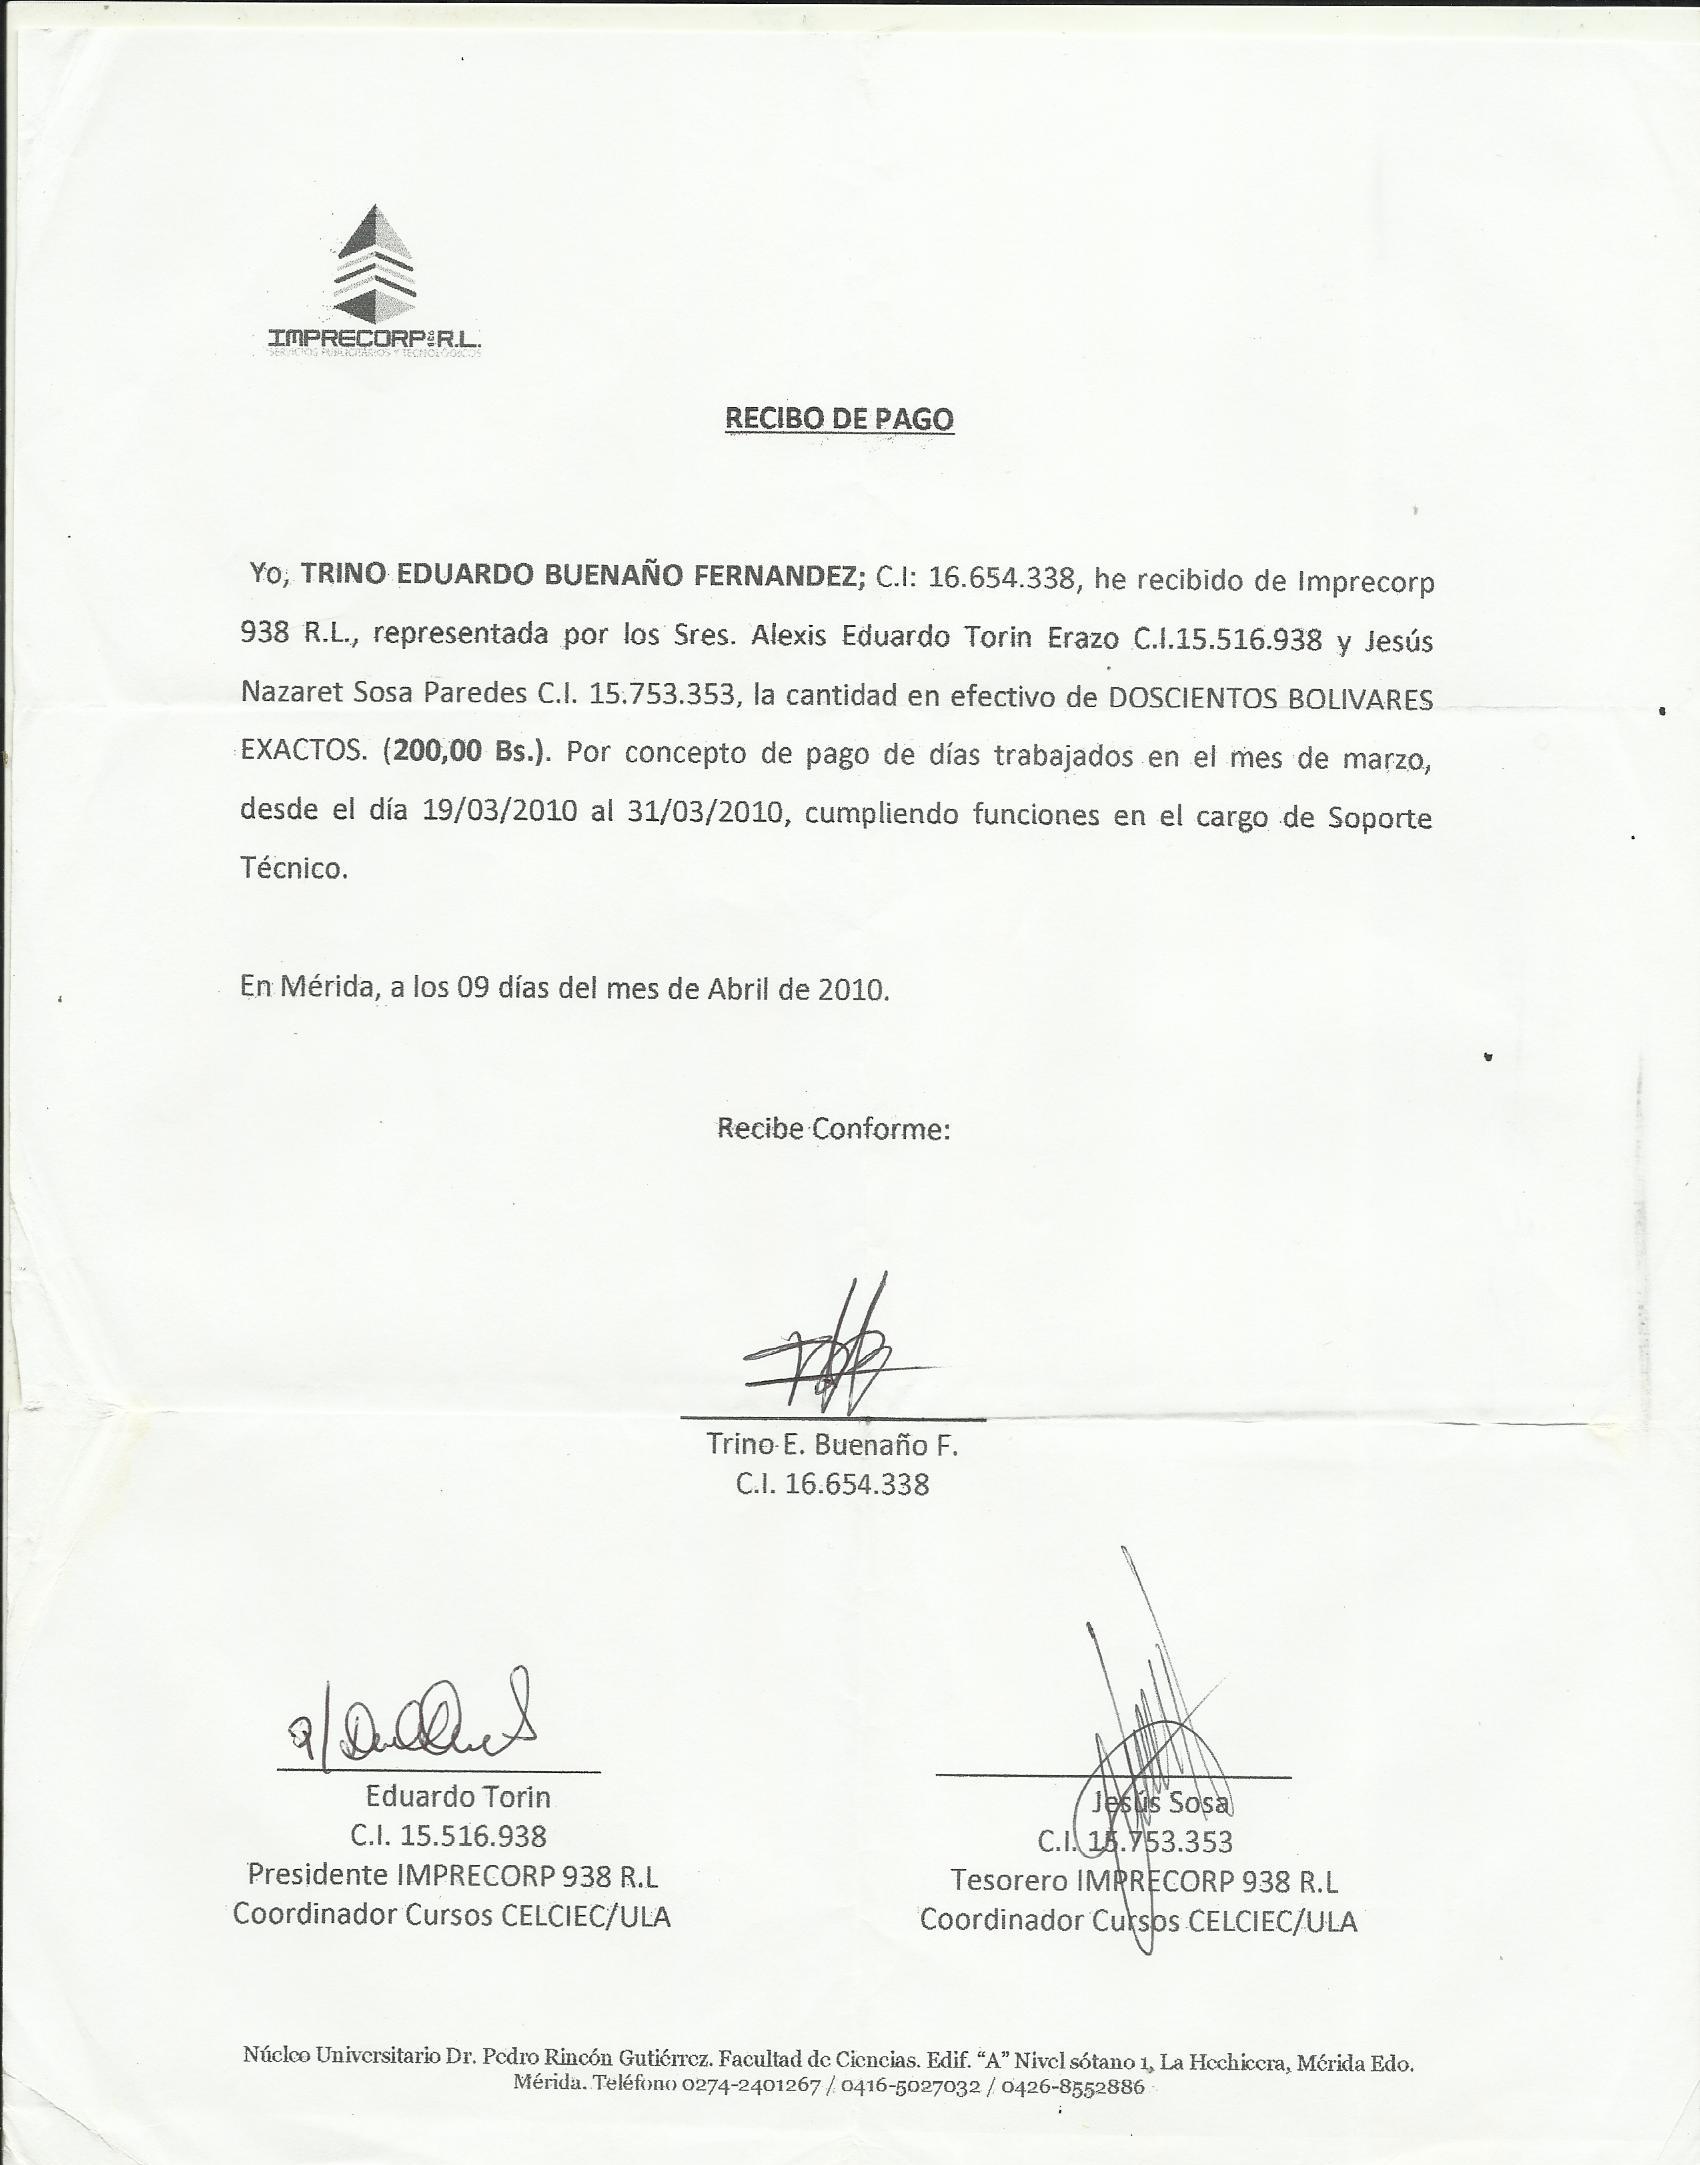 IMPRECORP 938 R.L.
SERVICIOS PUBLICITARIOS Y TECNOLOGICOS
RECIBO DE PAGO
Yo, TRINO EDUARDO BUENAÑO FERNANDEZ; C.I: 16.654.338, he recibido de Imprecorp
938 R.L., representada por los Sres. Alexis Eduardo Torin Erazo C.I.15.516.938 y Jesús
Nazaret Sosa Paredes C.I. 15.753.353, la cantidad en efectivo de DOSCIENTOS BOLIVARES
EXACTOS. (200,00 Bs.). Por concepto de pago de días trabajados en el mes de marzo,
desde el día 19/03/2010 al 31/03/2010, cumpliendo funciones en el cargo de Soporte
Técnico.
En Mérida, a los 09 días del mes de Abril de 2010.
Recibe Conforme:
Trino E. Buenaño F.
C.I. 16.654.338
Eduardo Torin
C.I. 15.516.938
Presidente IMPRECORP 938 R.L
Coordinador Cursos CELCIEC/ULA
Jesús Sosa
C.I. 15.753.353
Tesorero IMPRECORP 938 R.L
Coordinador Cursos CELCIEC/ULA
Núcleo Universitario Dr. Pedro Rincón Gutiérrez. Facultad de Ciencias. Edif. “A” Nivel sótano 1, La Hechicera, Mérida Edo.
Mérida. Teléfono 0274-2401267 / 0416-5027032 / 0426-8552886